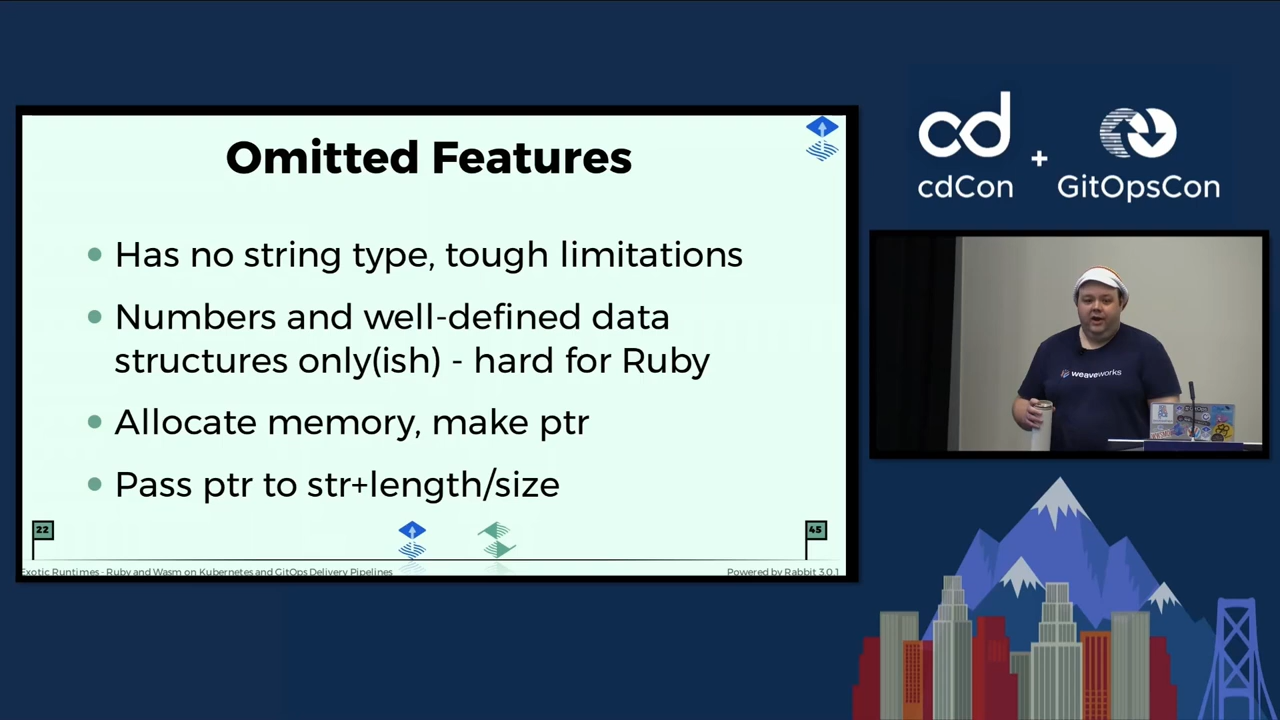 Omitted Features
Has no string type, tough limitations
Numbers and well-defined data
structures only(ish) - hard for Ruby
Allocate memory, make ptr
Pass ptr to str+length/size
22
45
Exotic Runtimes - Ruby and Wasm on Kubernetes and GitOps Delivery Pipelines
Powered by Rabbit 3.0.1
cd
cdCon
+
GitOpsCon
weaveworks